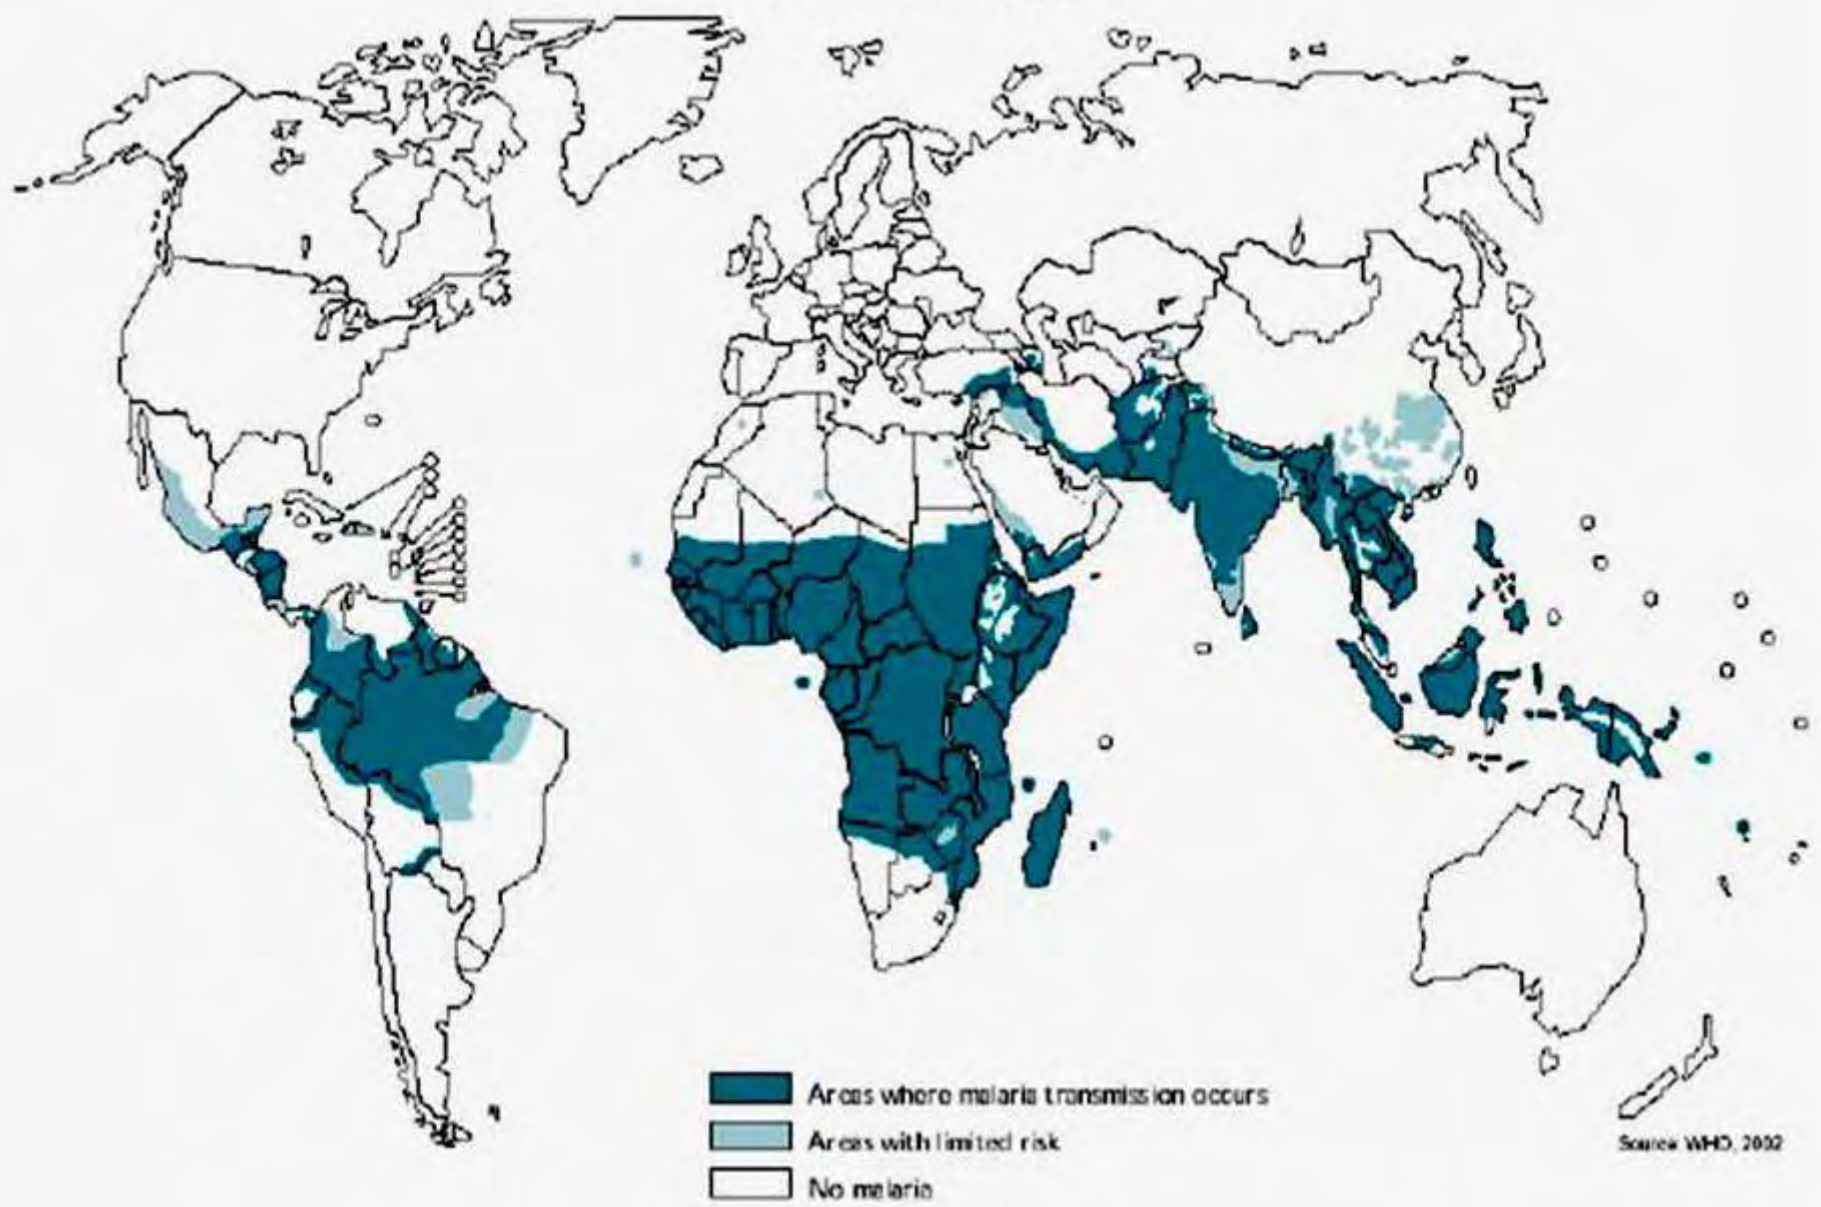 Areas where malaria transmission occurs
Areas with limited risk
No malaria
Source WHO, 2002